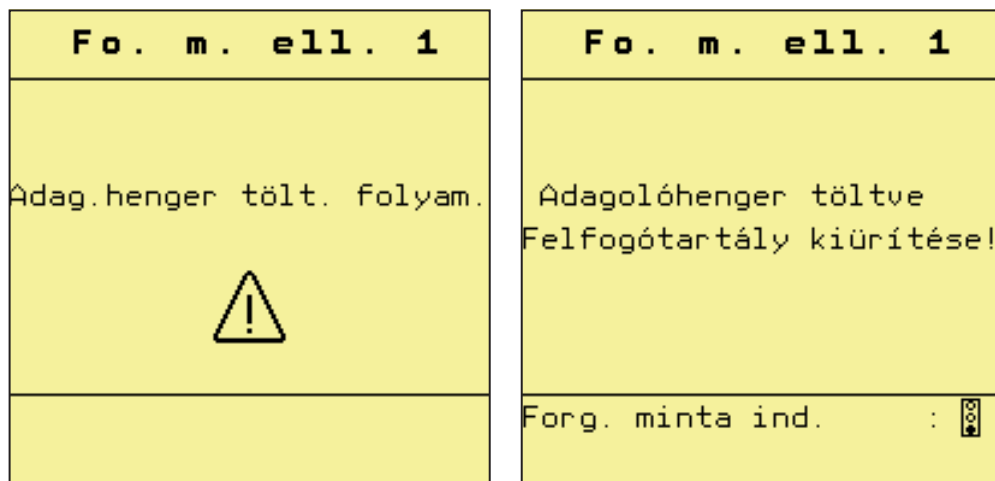 Fo. m. ell. 1
Adag.henger tölt. folyam.
Fo. m. ell. 1
Adagolóhenger töltve
Felfogótartály kiürítése!
Forg. minta ind. :